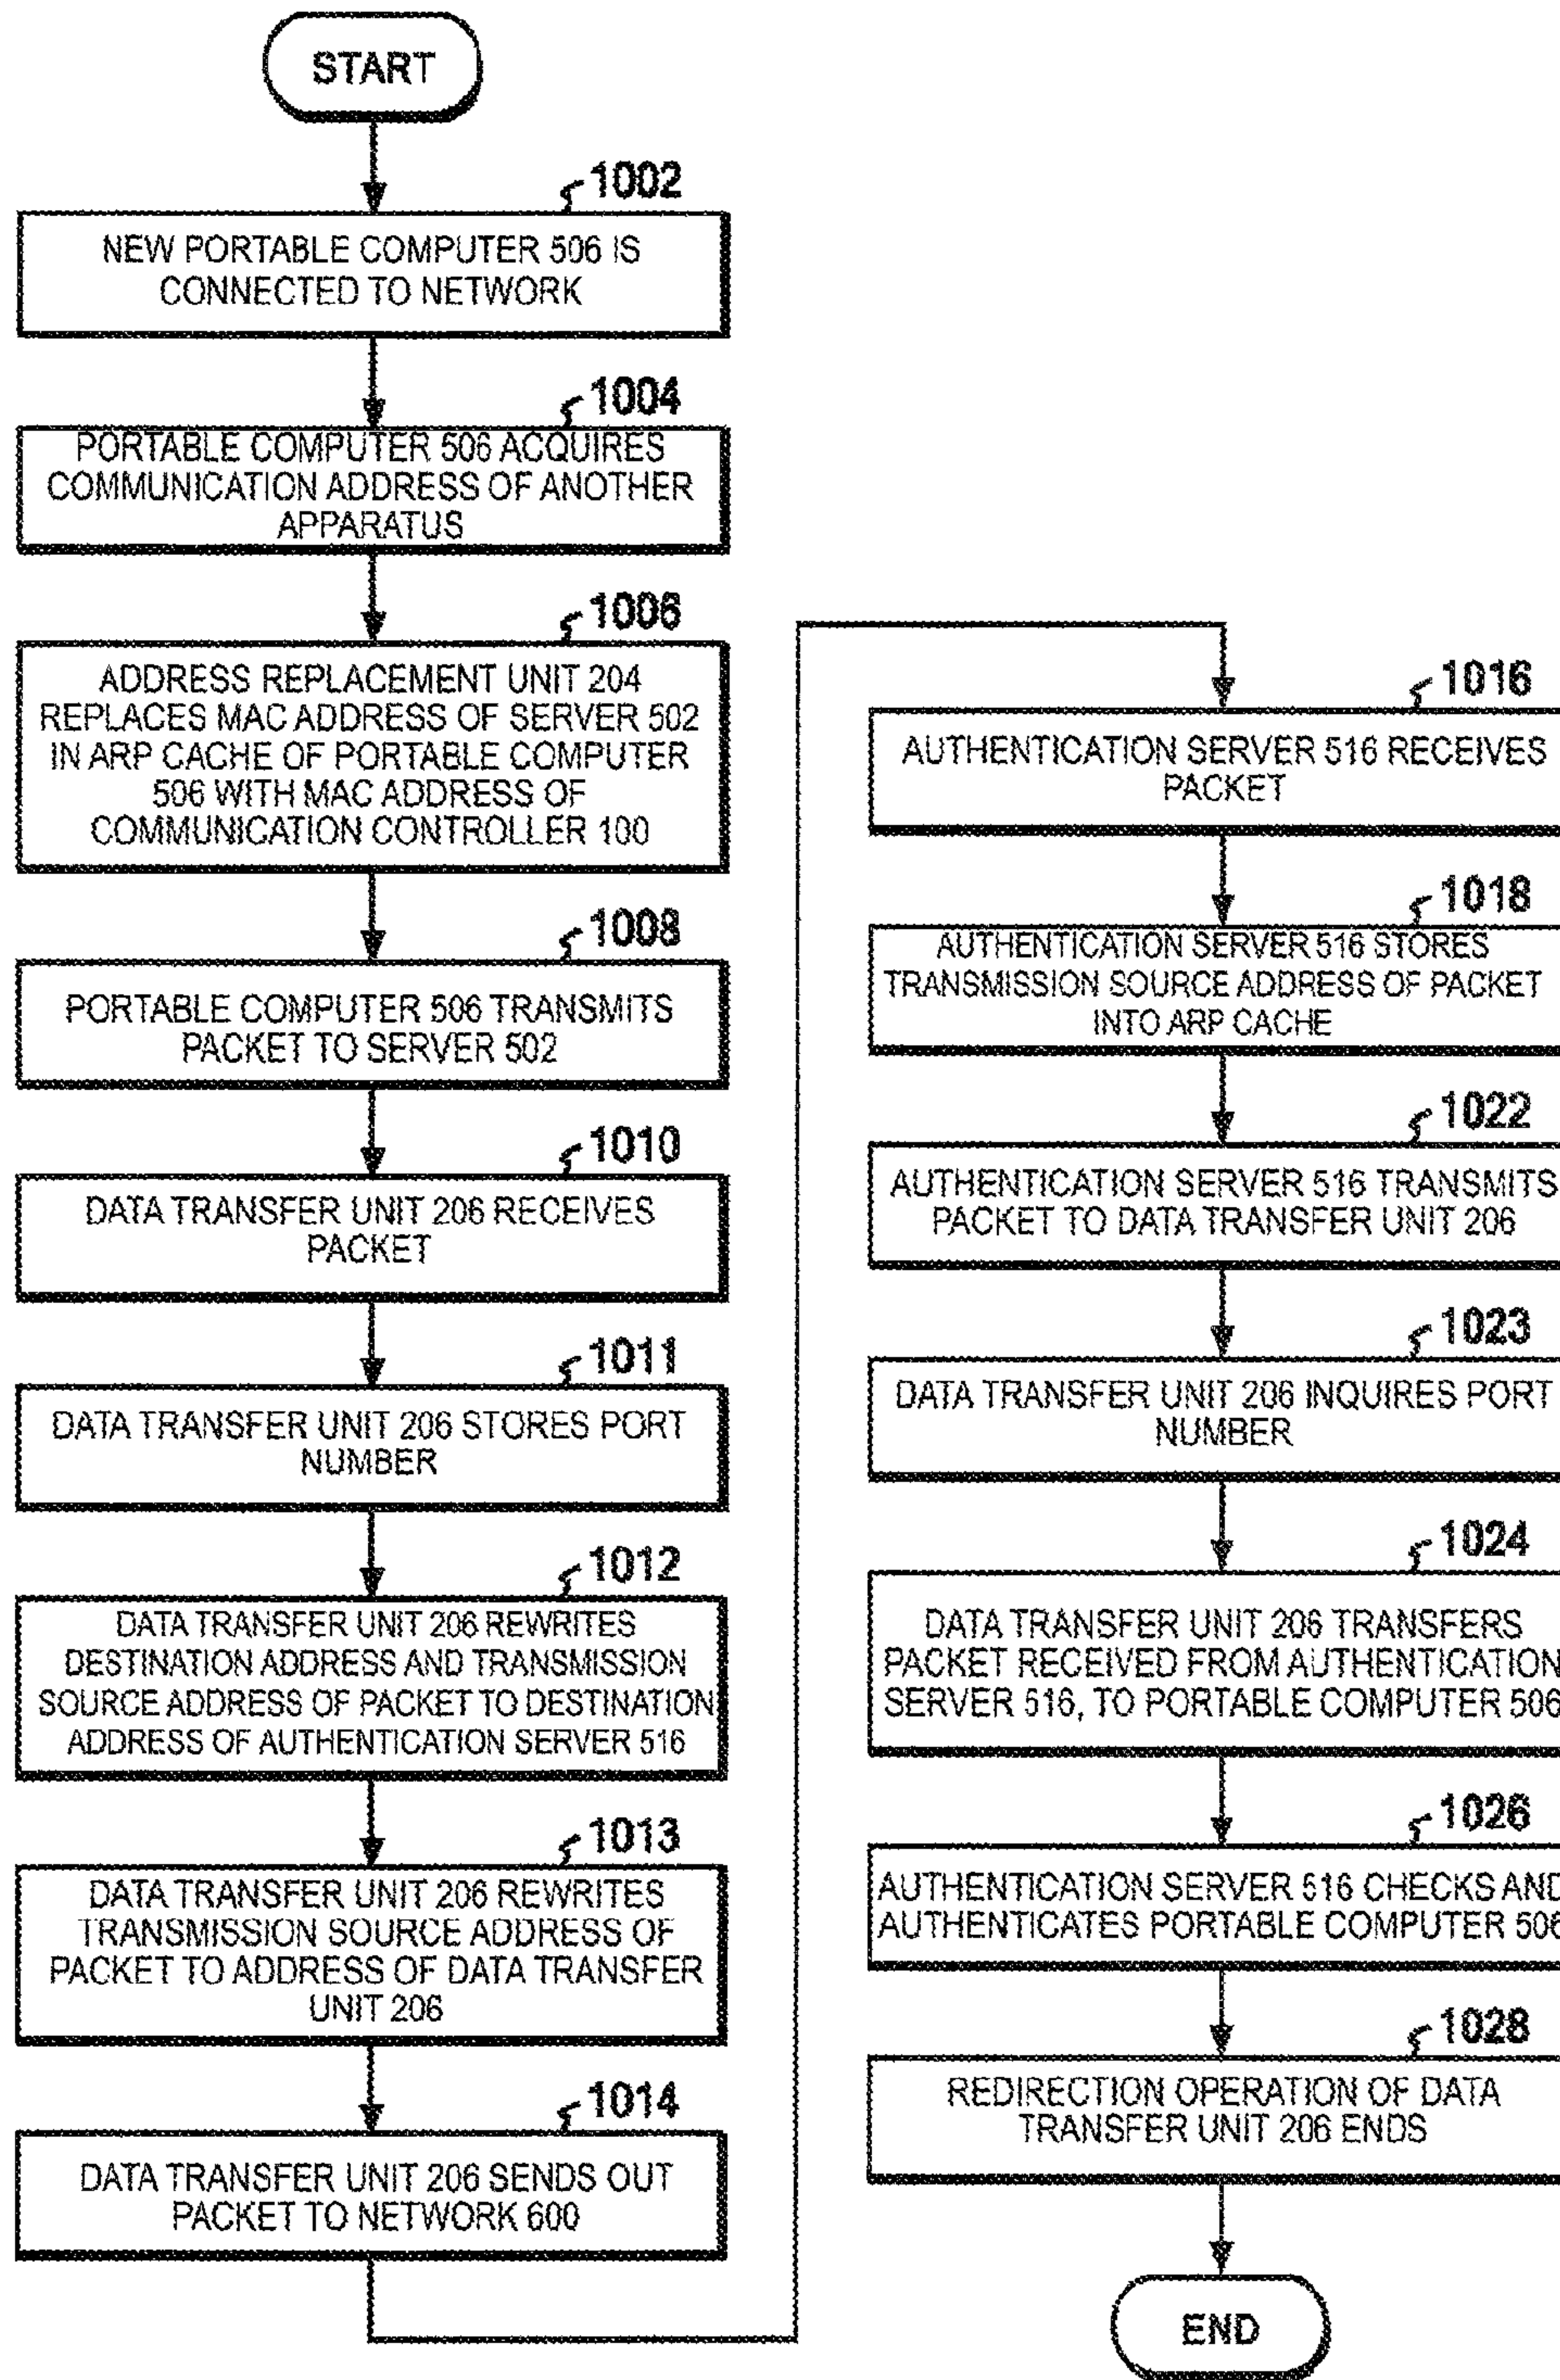 START
1002
NEW PORTABLE COMPUTER 506 IS
CONNECTED TO NETWORK
1004
PORTABLE COMPUTER 506 ACQUIRES
COMMUNICATION ADDRESS OF ANOTHER
APPARATUS
1006
ADDRESS REPLACEMENT UNIT 204
REPLACES MAC ADDRESS OF SERVER 502
IN ARP CACHE OF PORTABLE COMPUTER
506 WITH MAC ADDRESS OF
COMMUNICATION CONTROLLER 100
1008
PORTABLE COMPUTER 506 TRANSMITS
PACKET TO SERVER 502
1010
DATA TRANSFER UNIT 206 RECEIVES
PACKET
1011
DATA TRANSFER UNIT 206 STORES PORT
NUMBER
1012
DATA TRANSFER UNIT 206 REWRITES
DESTINATION ADDRESS AND TRANSMISSION
SOURCE ADDRESS OF PACKET TO DESTINATION
ADDRESS OF AUTHENTICATION SERVER 516
1013
DATA TRANSFER UNIT 206 REWRITES
TRANSMISSION SOURCE ADDRESS OF
PACKET TO ADDRESS OF DATA TRANSFER
UNIT 206
1014
DATA TRANSFER UNIT 206 SENDS OUT
PACKET TO NETWORK 600
1016
AUTHENTICATION SERVER 516 RECEIVES
PACKET
1018
AUTHENTICATION SERVER 516 STORES
TRANSMISSION SOURCE ADDRESS OF PACKET
INTO ARP CACHE
1022
AUTHENTICATION SERVER 516 TRANSMITS
PACKET TO DATA TRANSFER UNIT 206
1023
DATA TRANSFER UNIT 206 INQUIRES PORT
NUMBER
1024
DATA TRANSFER UNIT 206 TRANSFERS
PACKET RECEIVED FROM AUTHENTICATION
SERVER 516, TO PORTABLE COMPUTER 506
1026
AUTHENTICATION SERVER 516 CHECKS AND
AUTHENTICATES PORTABLE COMPUTER 506
1028
REDIRECTION OPERATION OF DATA
TRANSFER UNIT 206 ENDS
END